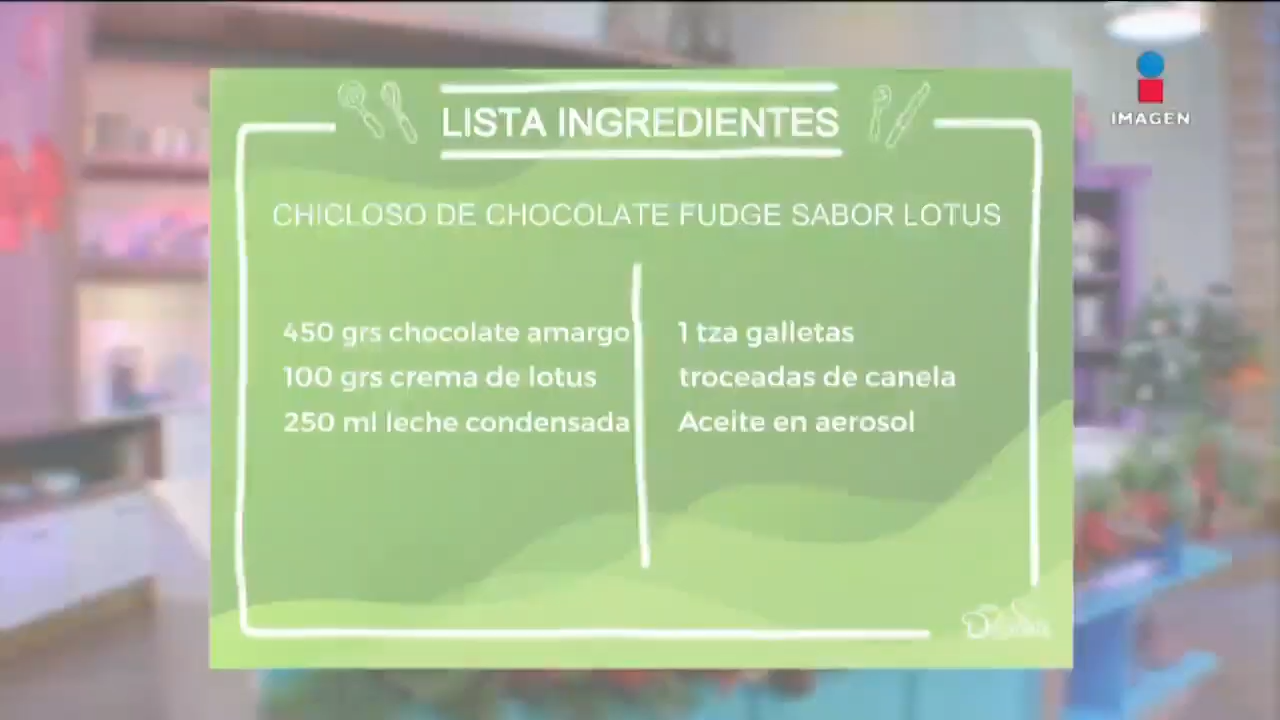 IMAGEN
LISTA INGREDIENTES
CHICLOSO DE CHOCOLATE FUDGE SABOR LOTUS
450 grs chocolate amargo
100 grs crema de lotus
250 ml leche condensada
1 tza galletas
troceadas de canela
Aceite en aerosol